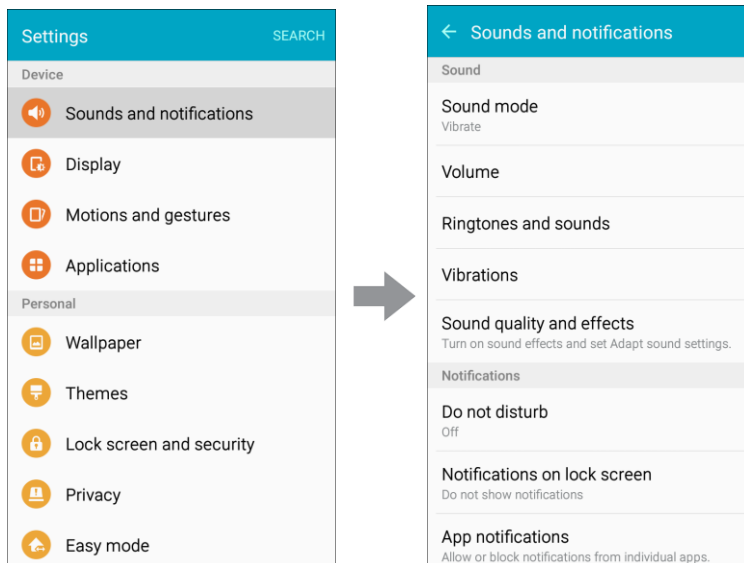 Settings
SEARCH
Device
Sounds and notifications
Display
Motions and gestures
Applications
Personal
Wallpaper
Themes
Lock screen and security
Privacy
Easy mode
Sounds and notifications
Sound
Sound mode
Vibrate
Volume
Ringtones and sounds
Vibrations
Sound quality and effects
Turn on sound effects and set Adapt sound settings.
Notifications
Do not disturb
Off
Notifications on lock screen
Do not show notifications
App notifications
Allow or block notifications from individual apps.